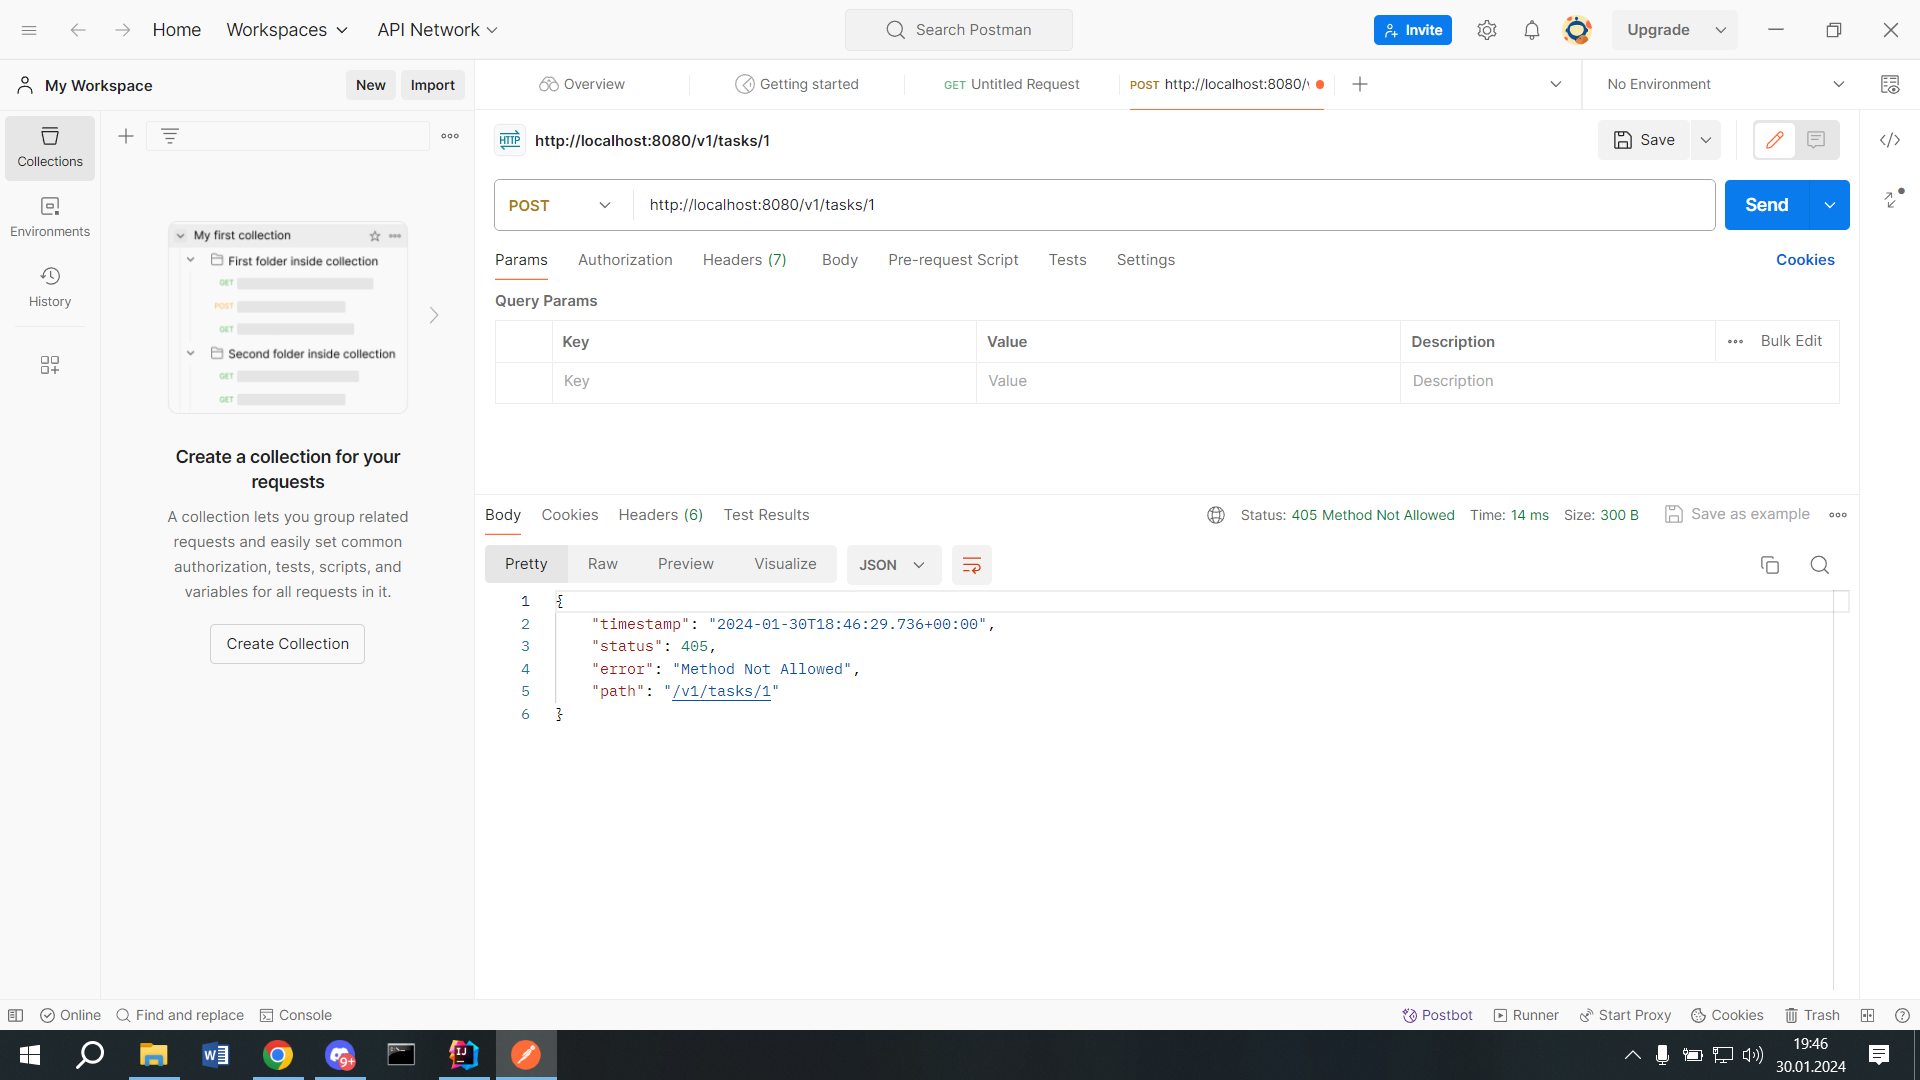 Home
Workspaces
API Network
Search Postman
Invite
Upgrade
My Workspace
New
Import
Overview
Getting started
GET Untitled Request
POST http://localhost:8080/v
No Environment
Collections
Environments
History
My first collection
First folder inside collection
GET
POST
GET
Second folder inside collection
GET
GET
Create a collection for your
requests
A collection lets you group related
requests and easily set common
authorization, tests, scripts, and
variables for all requests in it.
Create Collection
HTTP
http://localhost:8080/v1/tasks/1
Save
POST
http://localhost:8080/v1/tasks/1
Send
Params
Authorization
Headers (7)
Body
Pre-request Script
Tests
Settings
Cookies
Query Params
Key
Value
Description
Bulk Edit
Key
Value
Description
Body
Cookies
Headers (6)
Test Results
Status: 405 Method Not Allowed
Time: 14 ms
Size: 300 B
Save as example
Pretty
Raw
Preview
Visualize
JSON
1 {
2 "timestamp": "2024-01-30T18:46:29.736+00:00",
3 "status": 405,
4 "error": "Method Not Allowed",
5 "path": "/v1/tasks/1"
6 }
Online
Find and replace
Console
Postbot
Runner
Start Proxy
Cookies
Trash
9+
IJ
19:46
30.01.2024